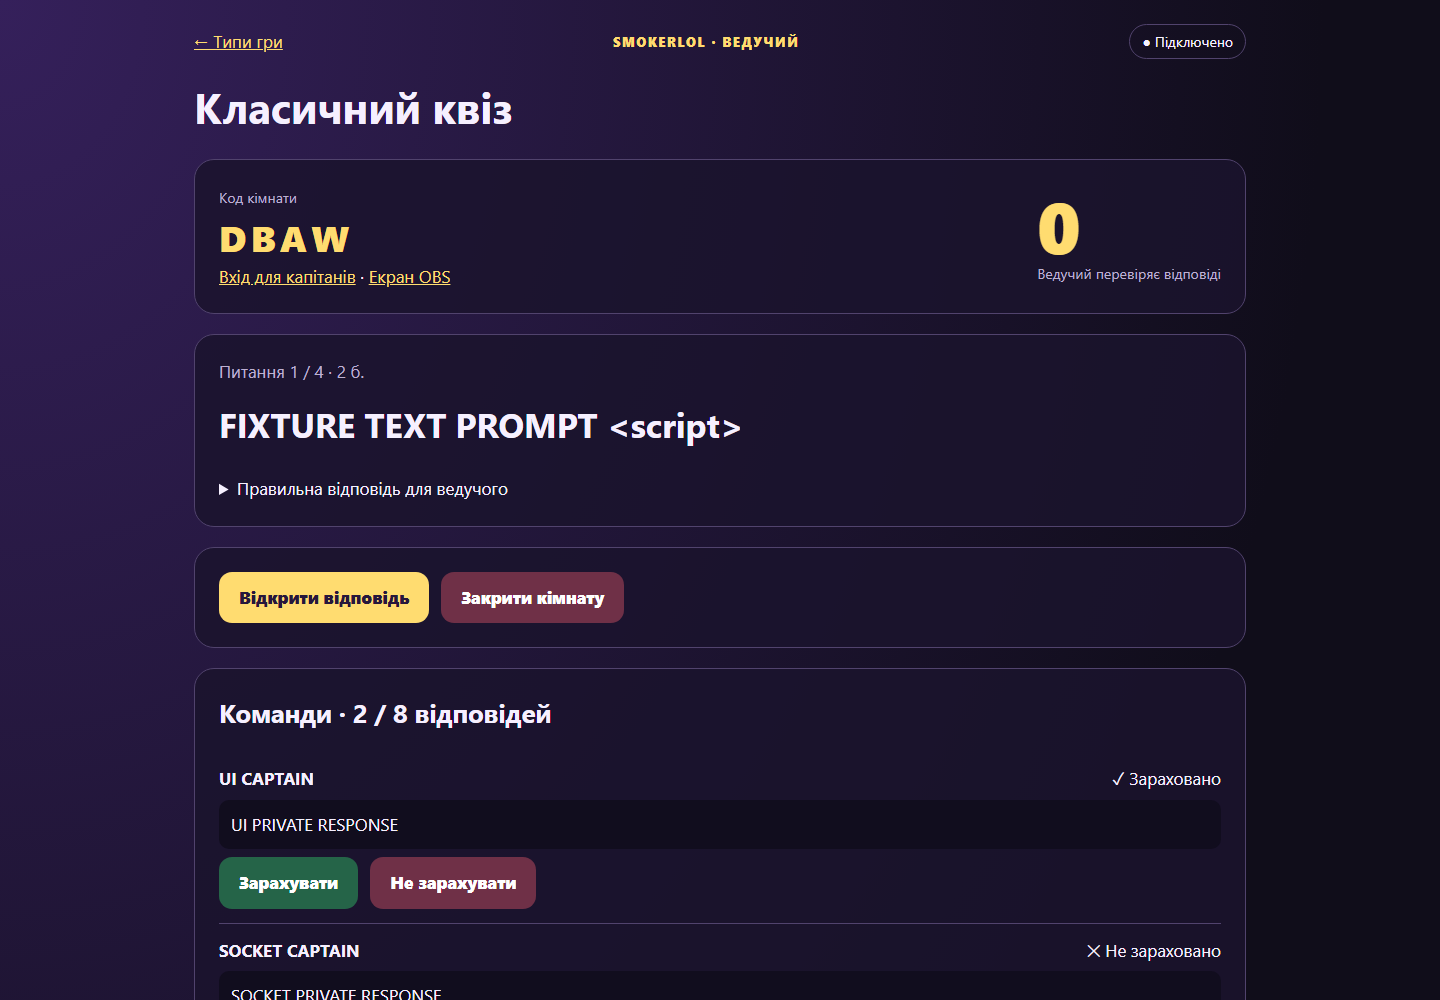 ← Типи гри
SMOKERLOL · ВЕДУЧИЙ
● Підключено
Класичний квіз
Код кімнати
DBAW
Вхід для капітанів · Екран OBS
0
Ведучий перевіряє відповіді
Питання 1 / 4 · 2 б.
FIXTURE TEXT PROMPT <script>
▶ Правильна відповідь для ведучого
Відкрити відповідь
Закрити кімнату
Команди · 2 / 8 відповідей
UI CAPTAIN
✓ Зараховано
UI PRIVATE RESPONSE
Зарахувати
Не зарахувати
SOCKET CAPTAIN
✕ Не зараховано
SOCKET PRIVATE RESPONSE